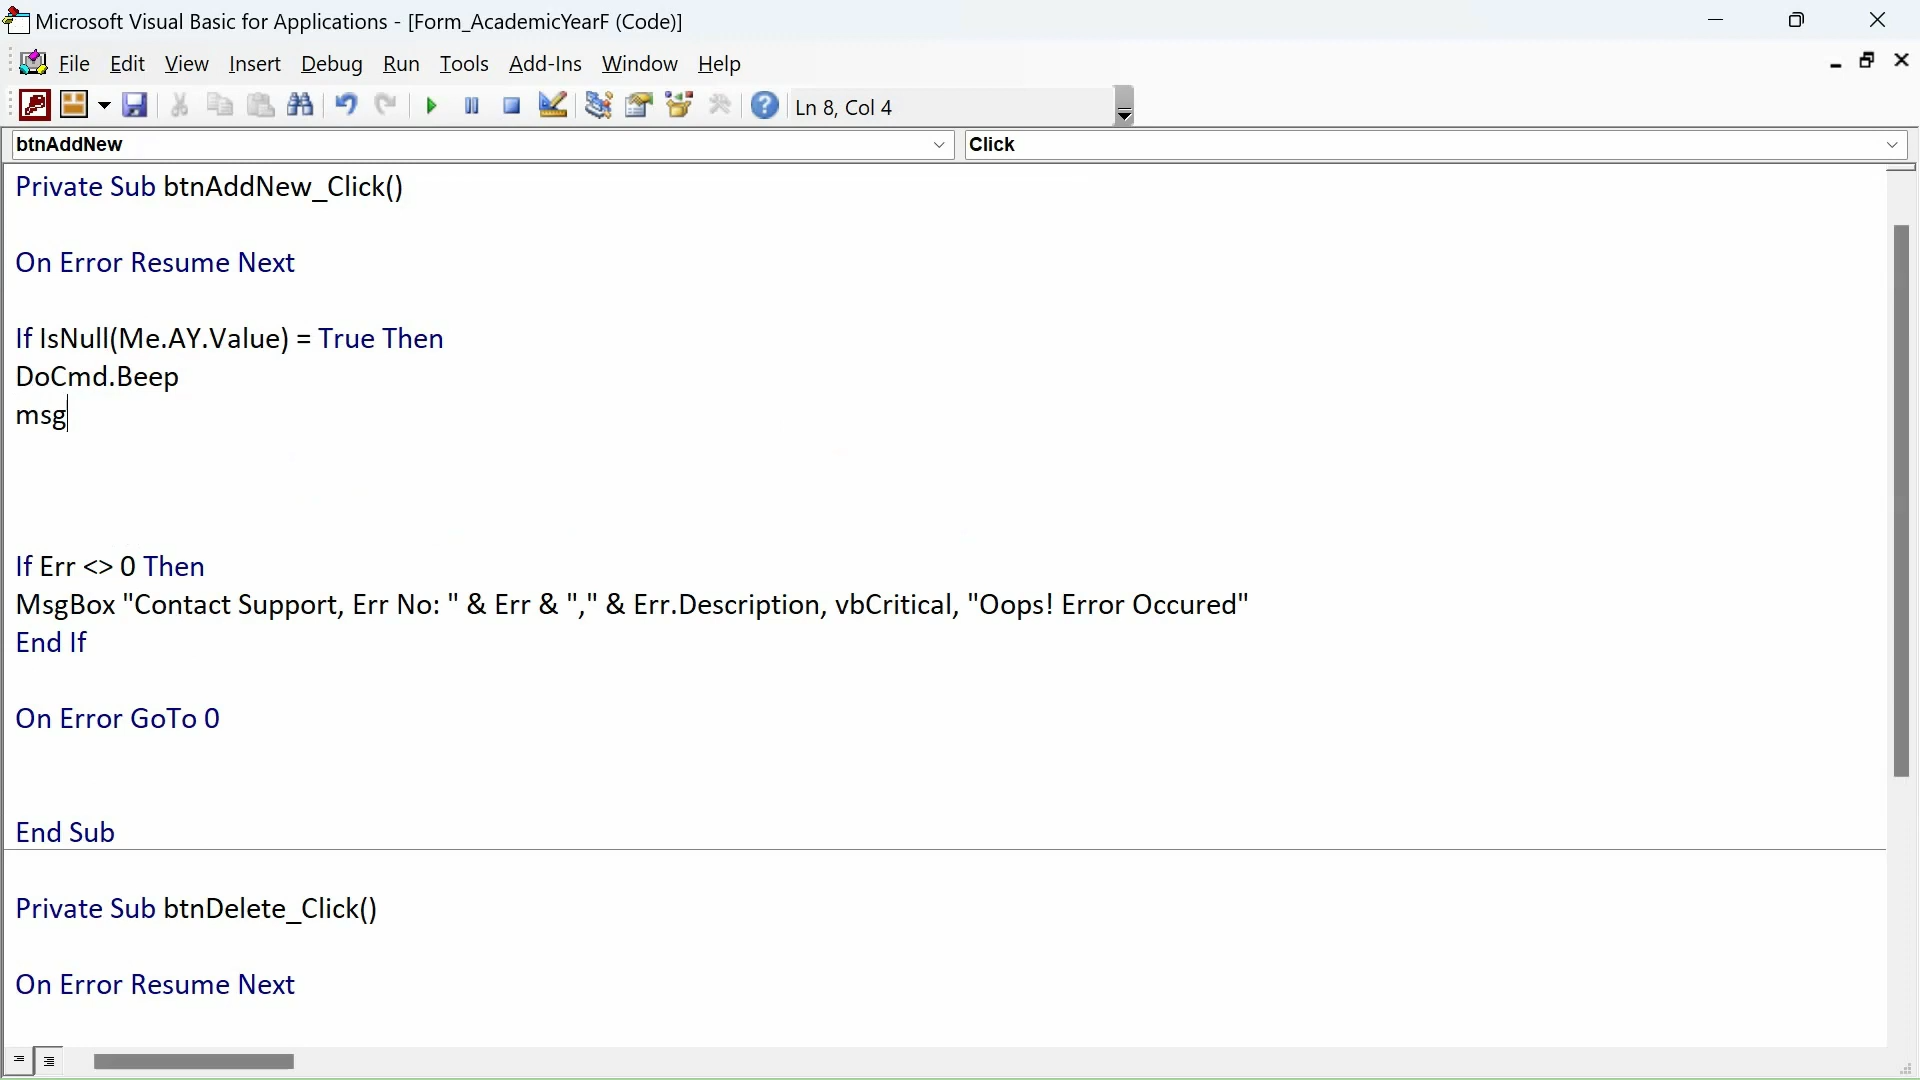 Microsoft Visual Basic for Applications - [Form_AcademicYearF (Code)]
File Edit View Insert Debug Run Tools Add-Ins Window Help
Ln 8, Col 4
btnAddNew Click
Private Sub btnAddNew_Click()
On Error Resume Next
If IsNull(Me.AY.Value) = True Then
DoCmd.Beep
msg
If Err <> 0 Then
MsgBox "Contact Support, Err No: " & Err & "," & Err.Description, vbCritical, "Oops! Error Occured"
End If
On Error GoTo 0
End Sub
Private Sub btnDelete_Click()
On Error Resume Next